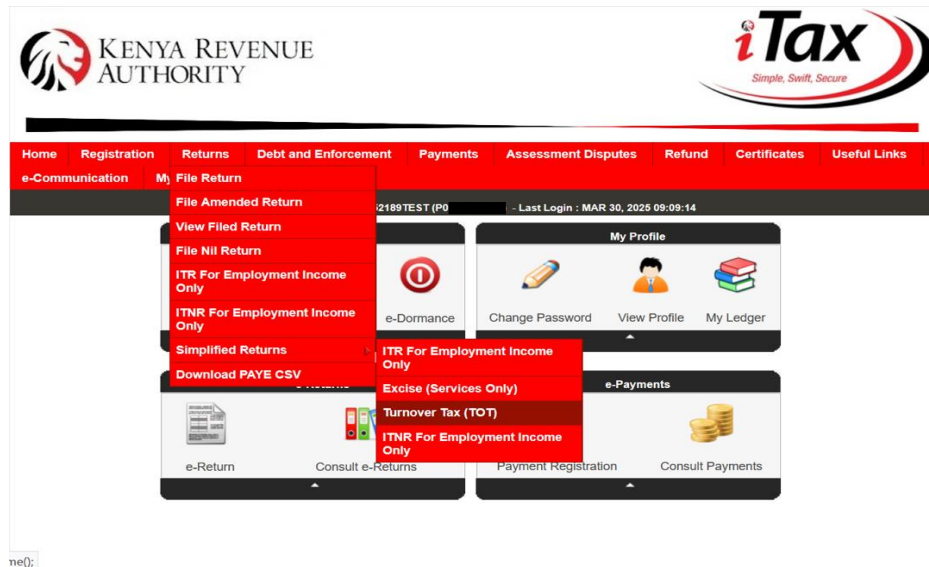 KENYA REVENUE
AUTHORITY
iTax
Simple, Swift, Secure
Home Registration Returns Debt and Enforcement Payments Assessment Disputes Refund Certificates Useful Links
e-Communication
File Return
File Amended Return
2189TEST (P0 - Last Login : MAR 30, 2025 09:09:14
View Filed Return
My Profile
File Nil Return
ITR For Employment Income
Only
ITNR For Employment Income
Only
e-Dormance Change Password View Profile My Ledger
Simplified Returns
ITR For Employment Income
Only
Download PAYE CSV
Excise (Services Only)
e-Payments
Turnover Tax (TOT)
ITNR For Employment Income
Only
e-Return Consult e-Returns Payment Registration Consult Payments
me();